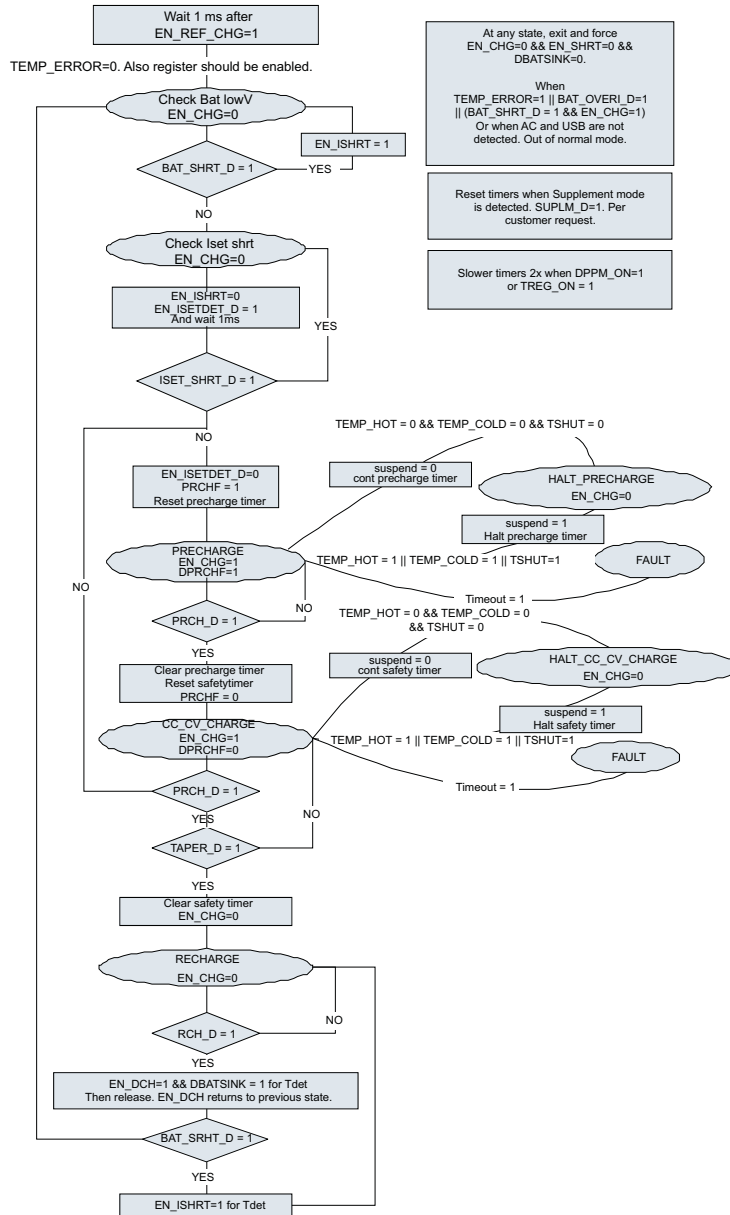 Wait 1 ms after
EN_REF_CHG=1
TEMP_ERROR=0. Also register should be enabled.
Check Bat lowV
EN_CHG=0
EN_ISHRT = 1
BAT_SHRT_D = 1
YES
NO
Check Iset shrt
EN_CHG=0
EN_ISHRT=0
EN_ISETDET_D = 1
And wait 1ms
YES
ISET_SHRT_D = 1
NO
EN_ISETDET_D=0
PRCHF = 1
Reset precharge timer
PRECHARGE
EN_CHG=1
DPRCHF=1
NO
NO
PRCH_D = 1
YES
Clear precharge timer
Reset safetytimer
PRCHF = 0
CC_CV_CHARGE
EN_CHG=1
DPRCHF=0
PRCH_D = 1
YES
NO
TAPER_D = 1
YES
Clear safety timer
EN_CHG=0
RECHARGE
EN_CHG=0
NO
RCH_D = 1
YES
EN_DCH=1 && DBATSINK = 1 for Tdet
Then release. EN_DCH returns to previous state.
BAT_SRHT_D = 1
YES
EN_ISHRT=1 for Tdet
At any state, exit and force
EN_CHG=0 && EN_SHRT=0 &&
DBATSINK=0.
When
TEMP_ERROR=1 || BAT_OVERI_D=1
|| (BAT_SHRT_D = 1 && EN_CHG=1)
Or when AC and USB are not
detected. Out of normal mode.
Reset timers when Supplement mode
is detected. SUPLM_D=1. Per
customer request.
Slower timers 2x when DPPM_ON=1
or TREG_ON = 1
TEMP_HOT = 0 && TEMP_COLD = 0 && TSHUT = 0
suspend = 0
cont precharge timer
HALT_PRECHARGE
EN_CHG=0
suspend = 1
Halt precharge timer
TEMP_HOT = 1 || TEMP_COLD = 1 || TSHUT=1
FAULT
Timeout = 1
TEMP_HOT = 0 && TEMP_COLD = 0
&& TSHUT = 0
suspend = 0
cont safety timer
HALT_CC_CV_CHARGE
EN_CHG=0
suspend = 1
Halt safety timer
TEMP_HOT = 1 || TEMP_COLD = 1 || TSHUT=1
FAULT
Timeout = 1